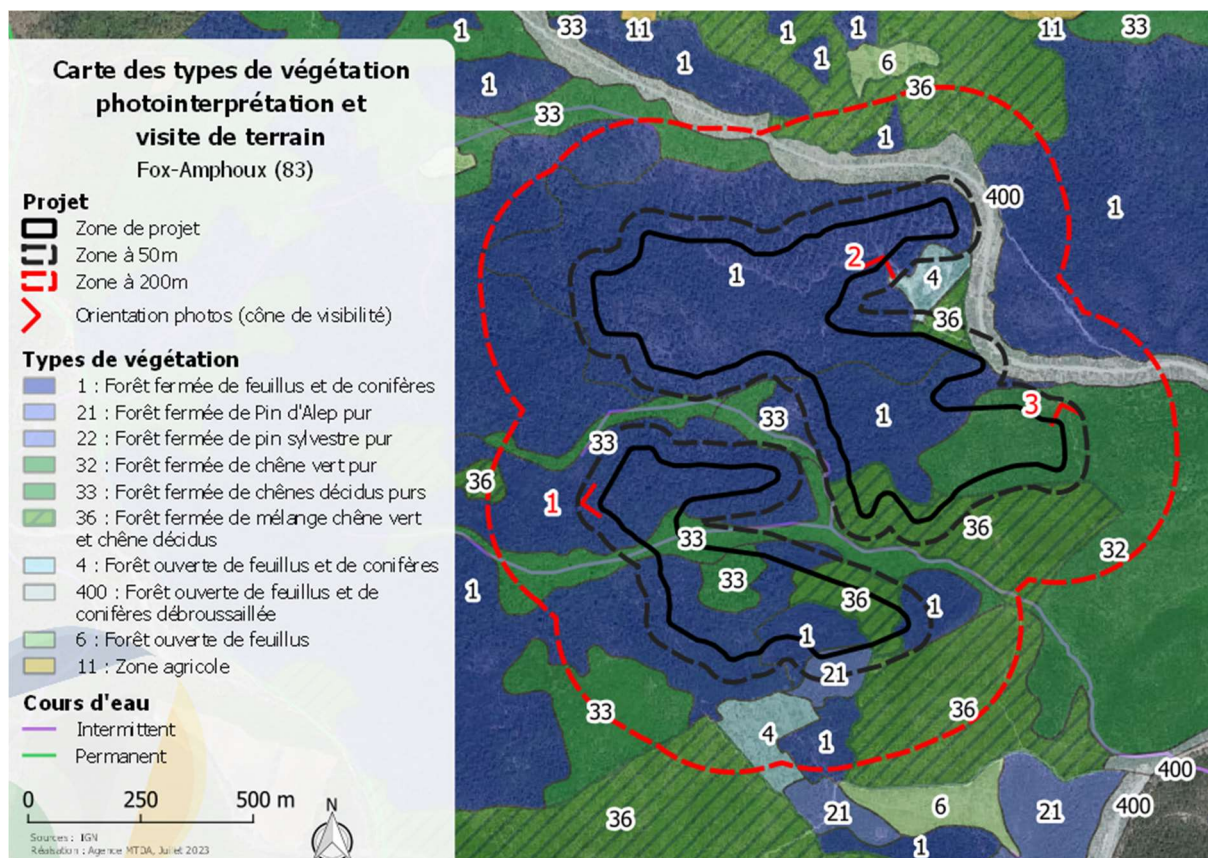 Carte des types de végétation
photointerprétation et
visite de terrain
Fox-Amphoux (83)
Projet
Zone de projet
Zone à 50m
Zone à 200m
Orientation photos (cône de visibilité)
Types de végétation
1 : Forêt fermée de feuillus et de conifères
21 : Forêt fermée de Pin d'Alep pur
22 : Forêt fermée de pin sylvestre pur
32 : Forêt fermée de chêne vert pur
33 : Forêt fermée de chênes décidus purs
36 : Forêt fermée de mélange chêne vert
et chêne décidus
4 : Forêt ouverte de feuillus et de conifères
400 : Forêt ouverte de feuillus et de
conifères débroussaillée
6 : Forêt ouverte de feuillus
11 : Zone agricole
Cours d'eau
Intermittent
Permanent
0 250 500 m
N
Sources : IGN
Réalisation : Agence MTDA, Juillet 2023
1 33 11 1 1 11 33
1 1 6
1 36
33 1
400 1
2
1 4
36
33 1 3
33
36 1
33 36 32
33 36 1
1 1
21
33 36
4 1
400
21 6 21 400
36
1 1